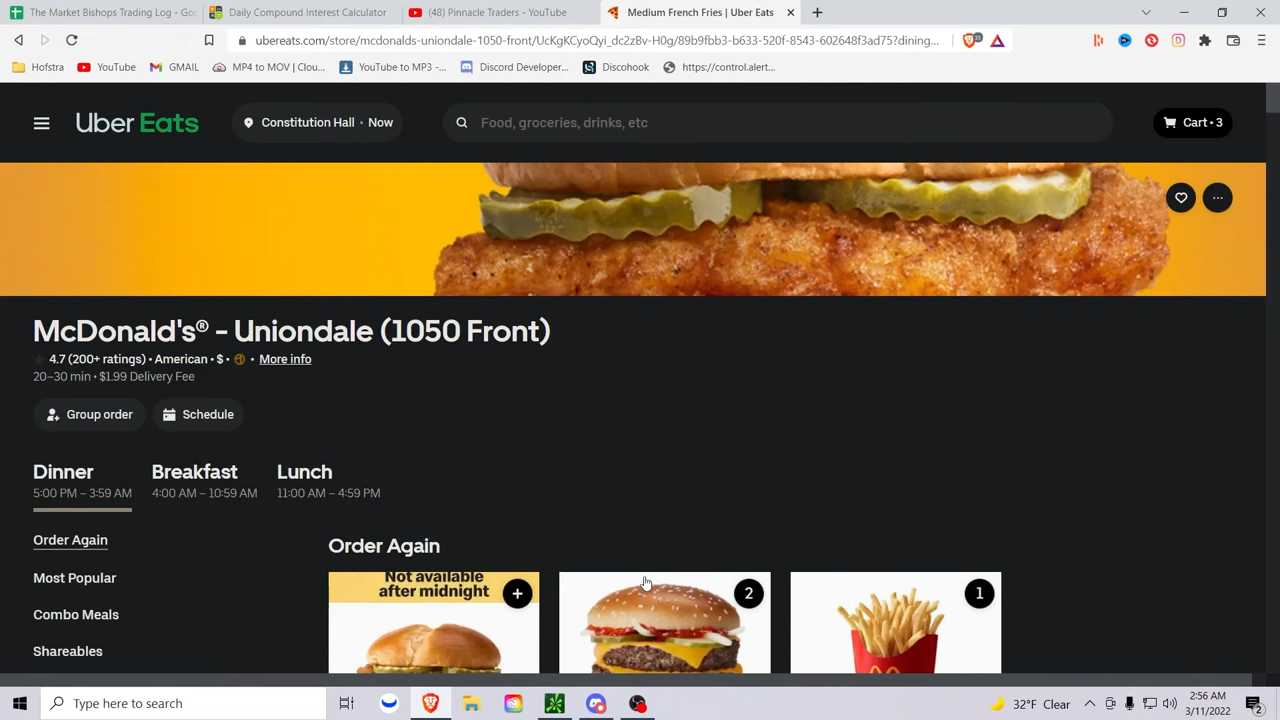 The Market Bishops Trading Log - Goo
Daily Compound Interest Calculator
(48) Pinnacle Traders - YouTube
Medium French Fries | Uber Eats
ubereats.com/store/mcdonalds-uniondale-1050-front/UcKgKCyoQyi_dc2zBv-H0g/89b9fbb3-b633-520f-8543-602648f3ad75?dining...
Hofstra
YouTube
GMAIL
MP4 to MOV | Clou...
YouTube to MP3 -...
Discord Developer...
Discohook
https://control.alert...
Uber Eats
Constitution Hall • Now
Food, groceries, drinks, etc
Cart • 3
McDonald's® - Uniondale (1050 Front)
4.7 (200+ ratings) • American • $ • • More info
20–30 min • $1.99 Delivery Fee
Group order
Schedule
Dinner
5:00 PM – 3:59 AM
Breakfast
4:00 AM – 10:59 AM
Lunch
11:00 AM – 4:59 PM
Order Again
Most Popular
Combo Meals
Shareables
Order Again
Not available
after midnight
2
1
Type here to search
32°F Clear
2:56 AM
3/11/2022
2